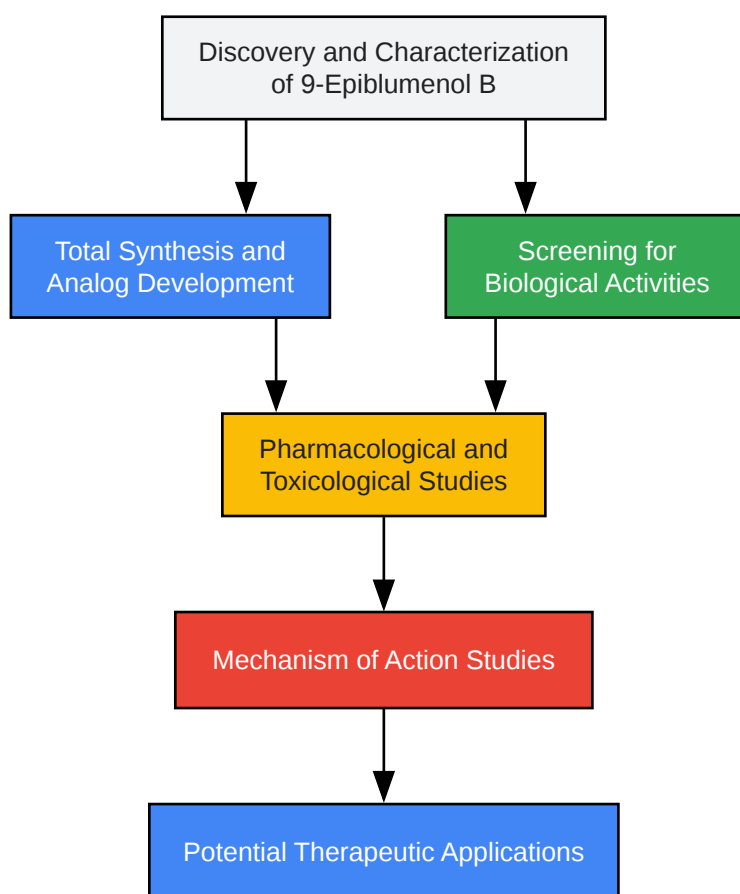 Discovery and Characterization
of 9-Epiblumenol B
Total Synthesis and
Analog Development
Screening for
Biological Activities
Pharmacological and
Toxicological Studies
Mechanism of Action Studies
Potential Therapeutic Applications